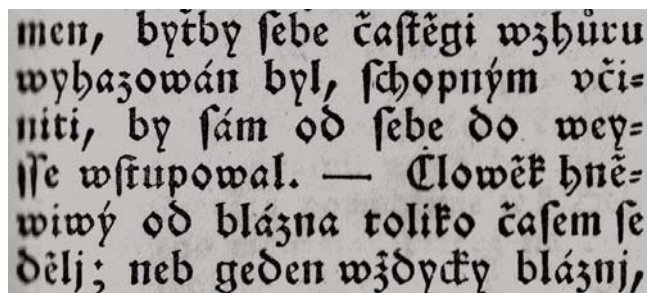 men, bytby ſebe čaſtěgi wzhůru
wyhazowán byl, ſchopným vči=
niti, by ſám od ſebe do wey=
ſſe wſtupowal. — Člowěk hně=
wiwý od blázna toliko čaſem ſe
dělj; neb geden wždycky bláznj,